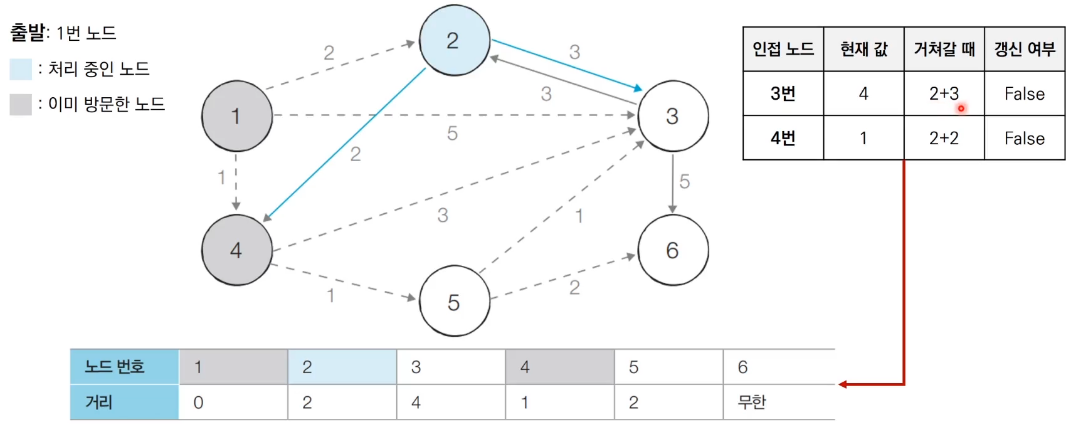 출발: 1번 노드
: 처리 중인 노드
: 이미 방문한 노드
2
2
3
3
1
3
5
2
1
5
3
1
4
6
1
5
2
인접 노드 현재 값 거쳐갈 때 갱신 여부
3번 4 2+3 False
4번 1 2+2 False
노드 번호 1 2 3 4 5 6
거리 0 2 4 1 2 무한